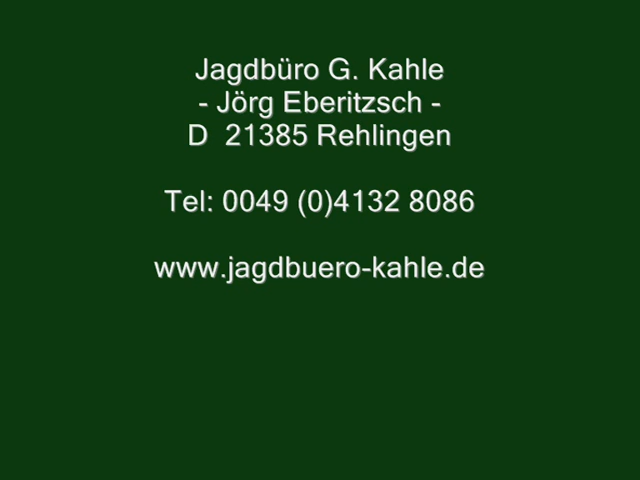 Jagdbüro G. Kahle
- Jörg Eberitzsch -
D  21385 Rehlingen
Tel: 0049 (0)4132 8086
www.jagdbuero-kahle.de